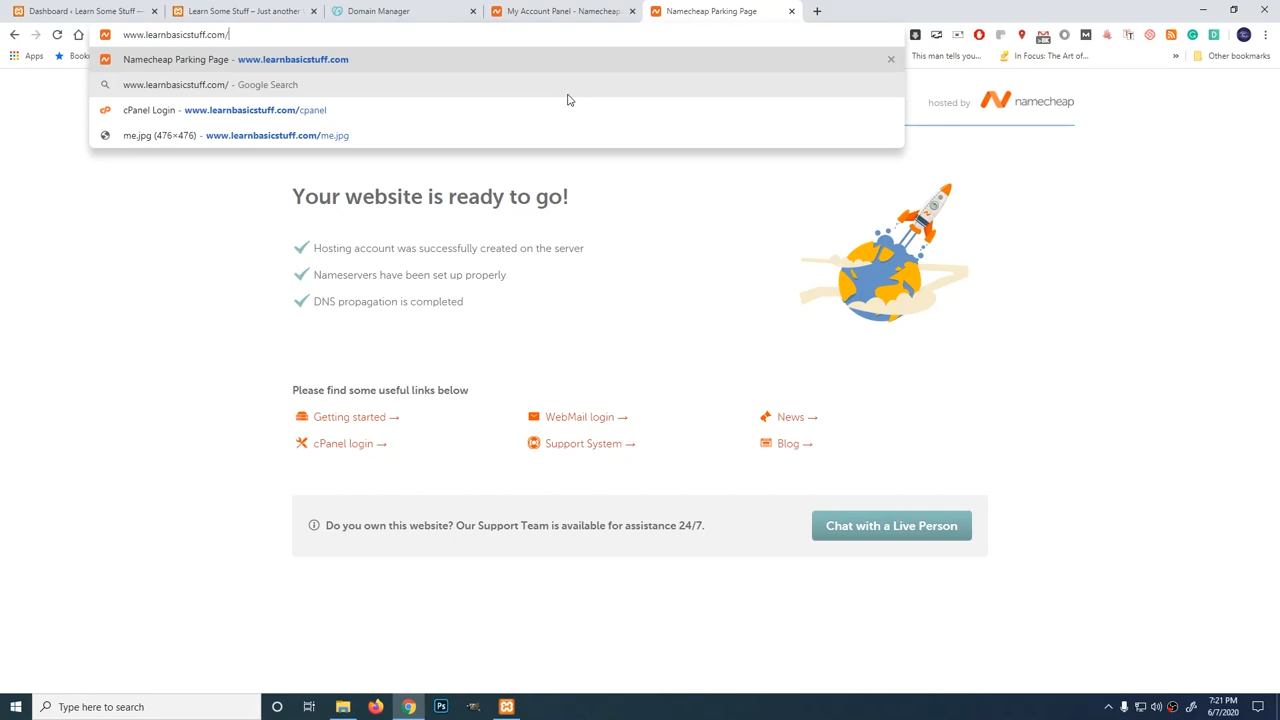 Dashboard ‹ Learn Some Stuff —
Learn Some Stuff – Just another
Domain Manager
My Account Panel - Namecheap
Namecheap Parking Page
www.learnbasicstuff.com/
Apps
Book
This man tells you...
In Focus: The Art of...
»
Other bookmarks
Namecheap Parking Page - www.learnbasicstuff.com
www.learnbasicstuff.com/ - Google Search
cPanel Login - www.learnbasicstuff.com/cpanel
me.jpg (476×476) - www.learnbasicstuff.com/me.jpg
hosted by namecheap
Your website is ready to go!
Hosting account was successfully created on the server
Nameservers have been set up properly
DNS propagation is completed
Please find some useful links below
Getting started →
WebMail login →
News →
cPanel login →
Support System →
Blog →
Do you own this website? Our Support Team is available for assistance 24/7.
Chat with a Live Person
Type here to search
Ps
7:21 PM
6/7/2020